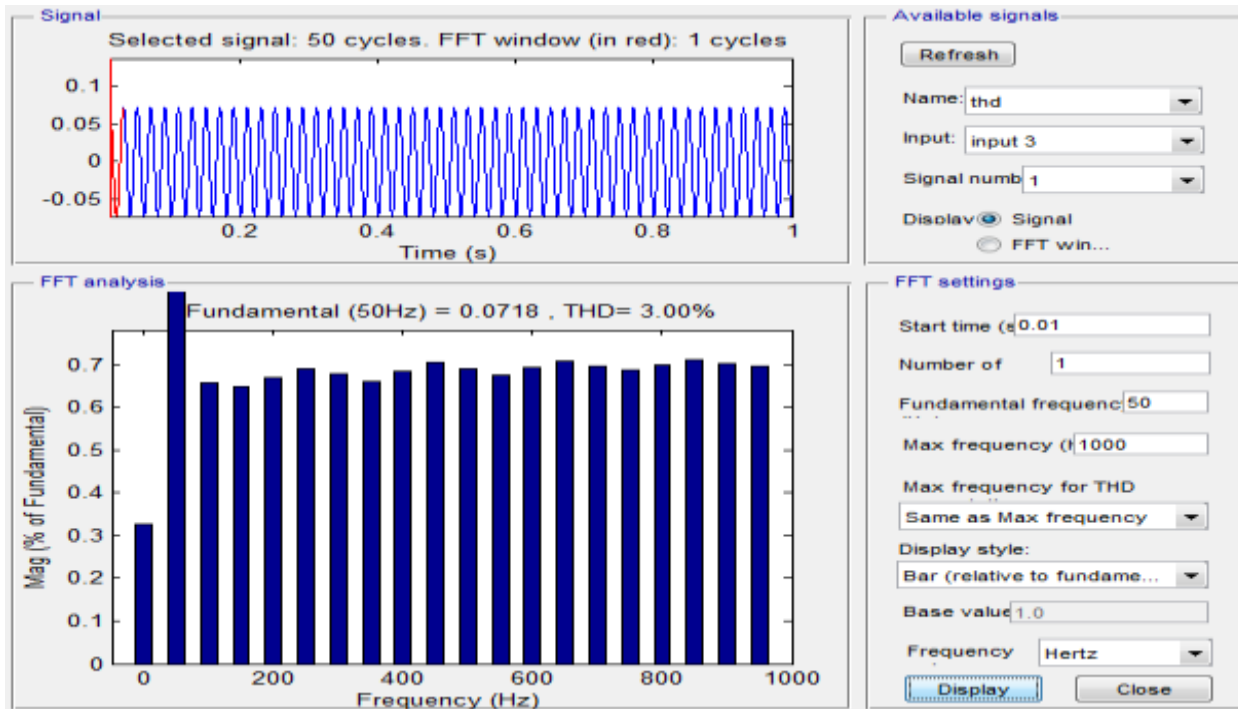 Signal
Selected signal: 50 cycles. FFT window (in red): 1 cycles
0.1
0.05
0
-0.05
0.2
0.4
0.6
0.8
1
Time (s)
Available signals
Refresh
Name:
thd
Input:
input 3
Signal numb
1
Display
Signal
FFT win...
FFT analysis
Fundamental (50Hz) = 0.0718 , THD= 3.00%
Mag (% of Fundamental)
0.7
0.6
0.5
0.4
0.3
0.2
0.1
0
0
200
400
600
800
1000
Frequency (Hz)
FFT settings
Start time (s
0.01
Number of
1
Fundamental frequenc
50
Max frequency (H
1000
Max frequency for THD
Same as Max frequency
Display style:
Bar (relative to fundame...
Base value
1.0
Frequency
Hertz
Display
Close